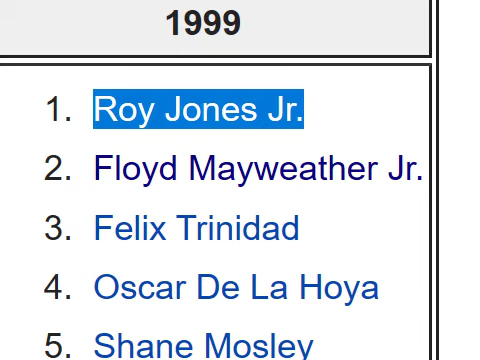 1999
1. Roy Jones Jr.
2. Floyd Mayweather Jr.
3. Felix Trinidad
4. Oscar De La Hoya
5. Shane Mosley